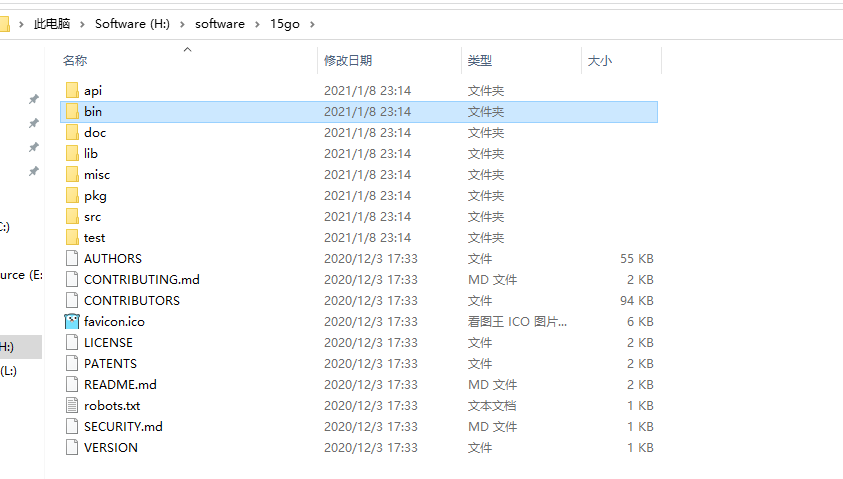 此电脑 > Software (H:) > software > 15go >
名称 修改日期 类型 大小
api 2021/1/8 23:14 文件夹
bin 2021/1/8 23:14 文件夹
doc 2021/1/8 23:14 文件夹
lib 2021/1/8 23:14 文件夹
misc 2021/1/8 23:14 文件夹
pkg 2021/1/8 23:14 文件夹
src 2021/1/8 23:14 文件夹
C:)
test 2021/1/8 23:14 文件夹
AUTHORS 2020/12/3 17:33 文件 55 KB
urce (E:
CONTRIBUTING.md 2020/12/3 17:33 MD 文件 2 KB
CONTRIBUTORS 2020/12/3 17:33 文件 94 KB
favicon.ico 2020/12/3 17:33 看图王 ICO 图片... 6 KB
H:)
LICENSE 2020/12/3 17:33 文件 2 KB
PATENTS 2020/12/3 17:33 文件 2 KB
(L:)
README.md 2020/12/3 17:33 MD 文件 2 KB
robots.txt 2020/12/3 17:33 文本文档 1 KB
SECURITY.md 2020/12/3 17:33 MD 文件 1 KB
VERSION 2020/12/3 17:33 文件 1 KB